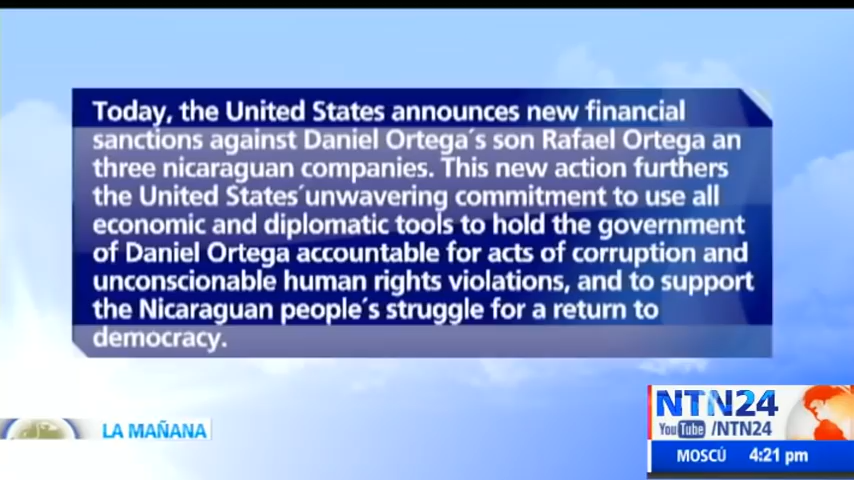 Today, the United States announces new financial
sanctions against Daniel Ortega´s son Rafael Ortega an
three nicaraguan companies. This new action furthers
the United States´unwavering commitment to use all
economic and diplomatic tools to hold the government
of Daniel Ortega accountable for acts of corruption and
unconscionable human rights violations, and to support
the Nicaraguan people´s struggle for a return to
democracy.
LA MAÑANA
NTN24
YouTube /NTN24
MOSCÚ 4:21 pm